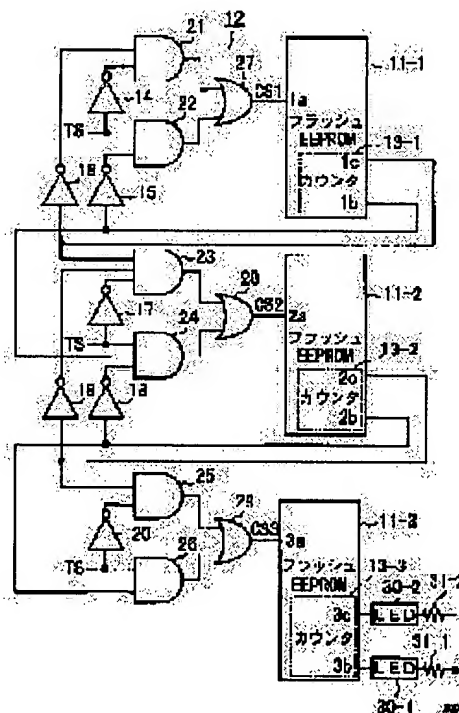 21
12
27
11-1
CS1
1a
14
22
フラッシュ
EEPROM
13-1
TS
1c
カウンタ
16
15
1b
23
28
11-2
CS2
2a
17
24
フラッシュ
EEPROM
13-2
TS
2c
カウンタ
2b
25
29
11-3
CS3
3a
20
26
フラッシュ
TS
EEPROM
13-3
30-2
3c
LED
カウンタ
31-1
3b
LED
30-1